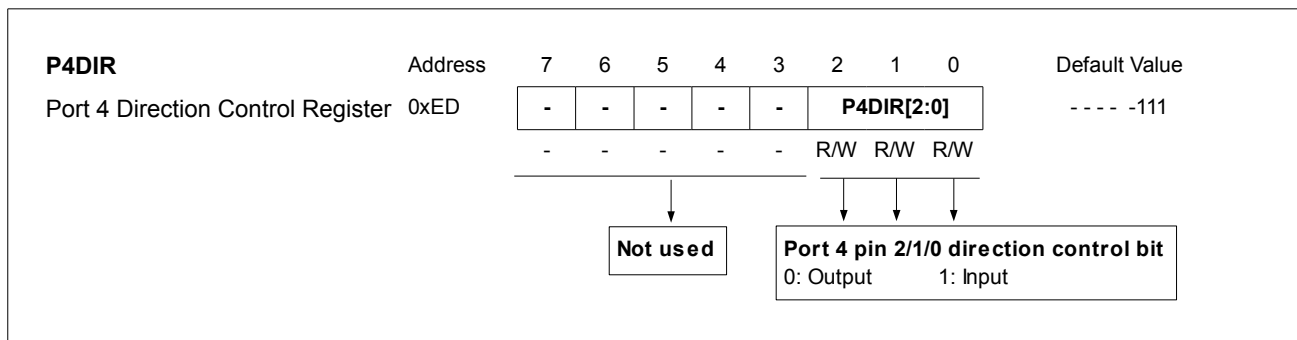 P4DIR Address 7 6 5 4 3 2 1 0 Default Value
Port 4 Direction Control Register 0xED - - - - - P4DIR[2:0] - - - - -111
- - - - - R/W R/W R/W
Not used Port 4 pin 2/1/0 direction control bit
0: Output 1: Input